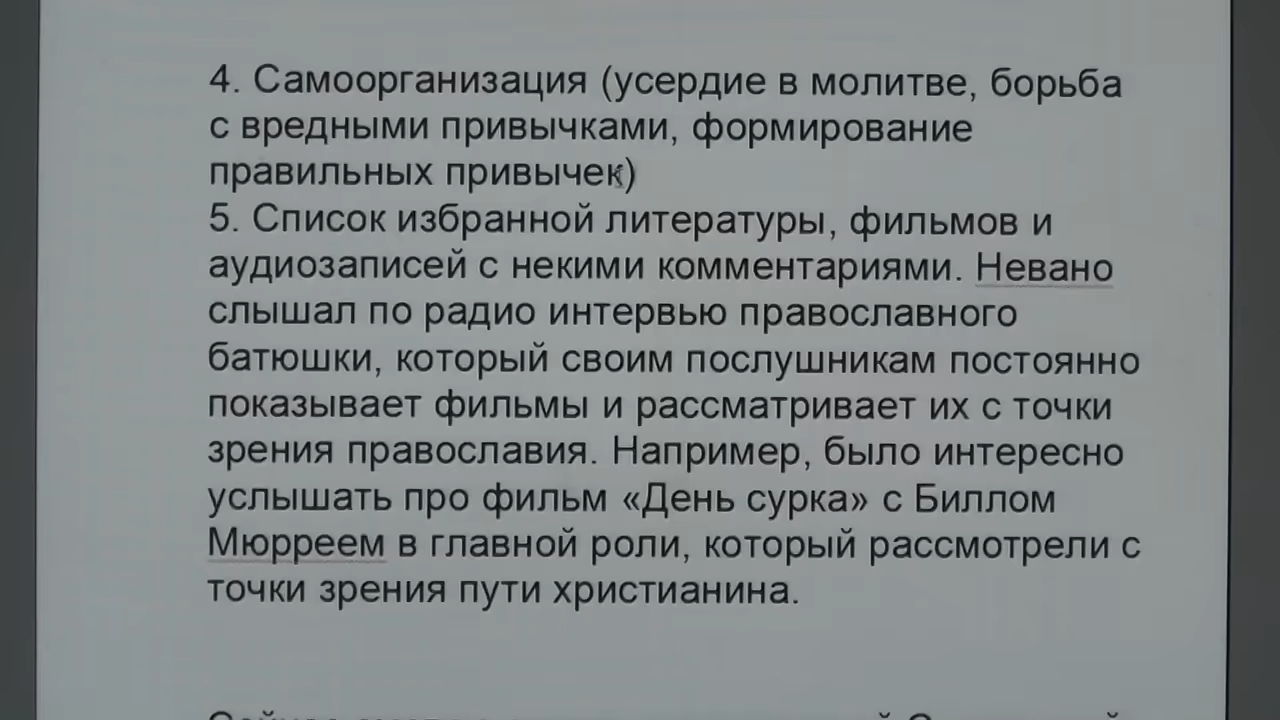 4. Самоорганизация (усердие в молитве, борьба
с вредными привычками, формирование
правильных привычек)
5. Список избранной литературы, фильмов и
аудиозаписей с некими комментариями. Невано
слышал по радио интервью православного
батюшки, который своим послушникам постоянно
показывает фильмы и рассматривает их с точки
зрения православия. Например, было интересно
услышать про фильм «День сурка» с Биллом
Мюрреем в главной роли, который рассмотрели с
точки зрения пути христианина.